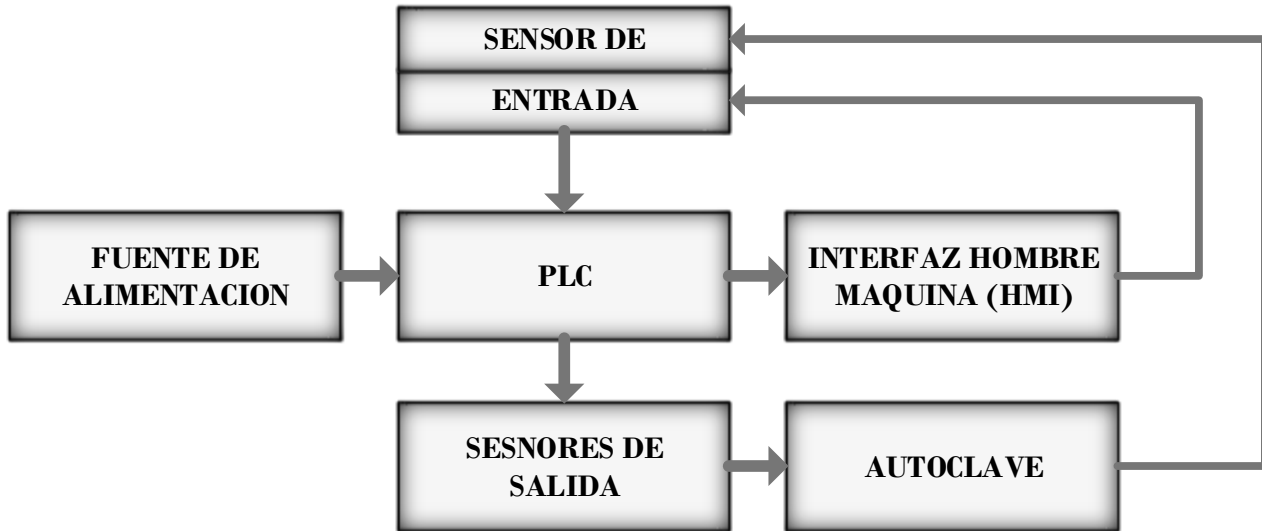 SENSOR DE
ENTRADA
FUENTE DE
ALIMENTACION
PLC
INTERFAZ HOMBRE
MAQUINA (HMI)
SESNORES DE
SALIDA
AUTOCLAVE